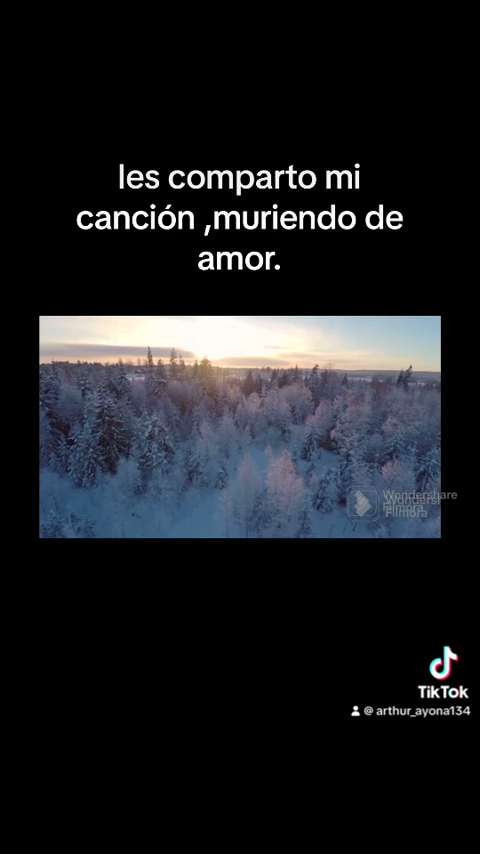 les comparto mi
canción ,muriendo de
amor.
Wondershare
Filmora
TikTok
@ arthur_ayona134